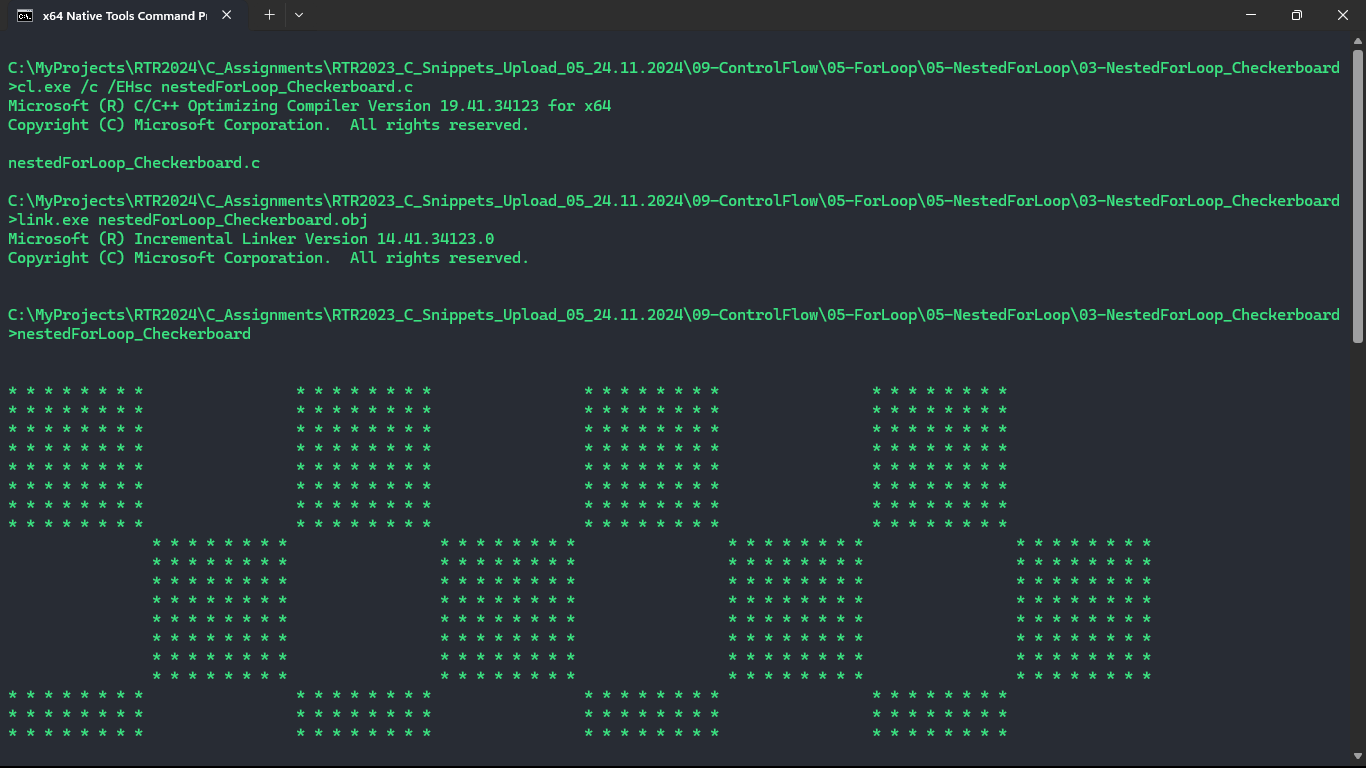 x64 Native Tools Command P
C:\MyProjects\RTR2024\C_Assignments\RTR2023_C_Snippets_Upload_05_24.11.2024\09-ControlFlow\05-ForLoop\05-NestedForLoop\03-NestedForLoop_Checkerboard
>cl.exe /c /EHsc nestedForLoop_Checkerboard.c
Microsoft (R) C/C++ Optimizing Compiler Version 19.41.34123 for x64
Copyright (C) Microsoft Corporation.  All rights reserved.
nestedForLoop_Checkerboard.c
C:\MyProjects\RTR2024\C_Assignments\RTR2023_C_Snippets_Upload_05_24.11.2024\09-ControlFlow\05-ForLoop\05-NestedForLoop\03-NestedForLoop_Checkerboard
>link.exe nestedForLoop_Checkerboard.obj
Microsoft (R) Incremental Linker Version 14.41.34123.0
Copyright (C) Microsoft Corporation.  All rights reserved.
C:\MyProjects\RTR2024\C_Assignments\RTR2023_C_Snippets_Upload_05_24.11.2024\09-ControlFlow\05-ForLoop\05-NestedForLoop\03-NestedForLoop_Checkerboard
>nestedForLoop_Checkerboard
* * * * * * * *                 * * * * * * * *                 * * * * * * * *                 * * * * * * * *
* * * * * * * *                 * * * * * * * *                 * * * * * * * *                 * * * * * * * *
* * * * * * * *                 * * * * * * * *                 * * * * * * * *                 * * * * * * * *
* * * * * * * *                 * * * * * * * *                 * * * * * * * *                 * * * * * * * *
* * * * * * * *                 * * * * * * * *                 * * * * * * * *                 * * * * * * * *
* * * * * * * *                 * * * * * * * *                 * * * * * * * *                 * * * * * * * *
* * * * * * * *                 * * * * * * * *                 * * * * * * * *                 * * * * * * * *
* * * * * * * *                 * * * * * * * *                 * * * * * * * *                 * * * * * * * *
                * * * * * * * *                 * * * * * * * *                 * * * * * * * *                 * * * * * * * *
                * * * * * * * *                 * * * * * * * *                 * * * * * * * *                 * * * * * * * *
                * * * * * * * *                 * * * * * * * *                 * * * * * * * *                 * * * * * * * *
                * * * * * * * *                 * * * * * * * *                 * * * * * * * *                 * * * * * * * *
                * * * * * * * *                 * * * * * * * *                 * * * * * * * *                 * * * * * * * *
                * * * * * * * *                 * * * * * * * *                 * * * * * * * *                 * * * * * * * *
                * * * * * * * *                 * * * * * * * *                 * * * * * * * *                 * * * * * * * *
                * * * * * * * *                 * * * * * * * *                 * * * * * * * *                 * * * * * * * *
* * * * * * * *                 * * * * * * * *                 * * * * * * * *                 * * * * * * * *
* * * * * * * *                 * * * * * * * *                 * * * * * * * *                 * * * * * * * *
* * * * * * * *                 * * * * * * * *                 * * * * * * * *                 * * * * * * * *